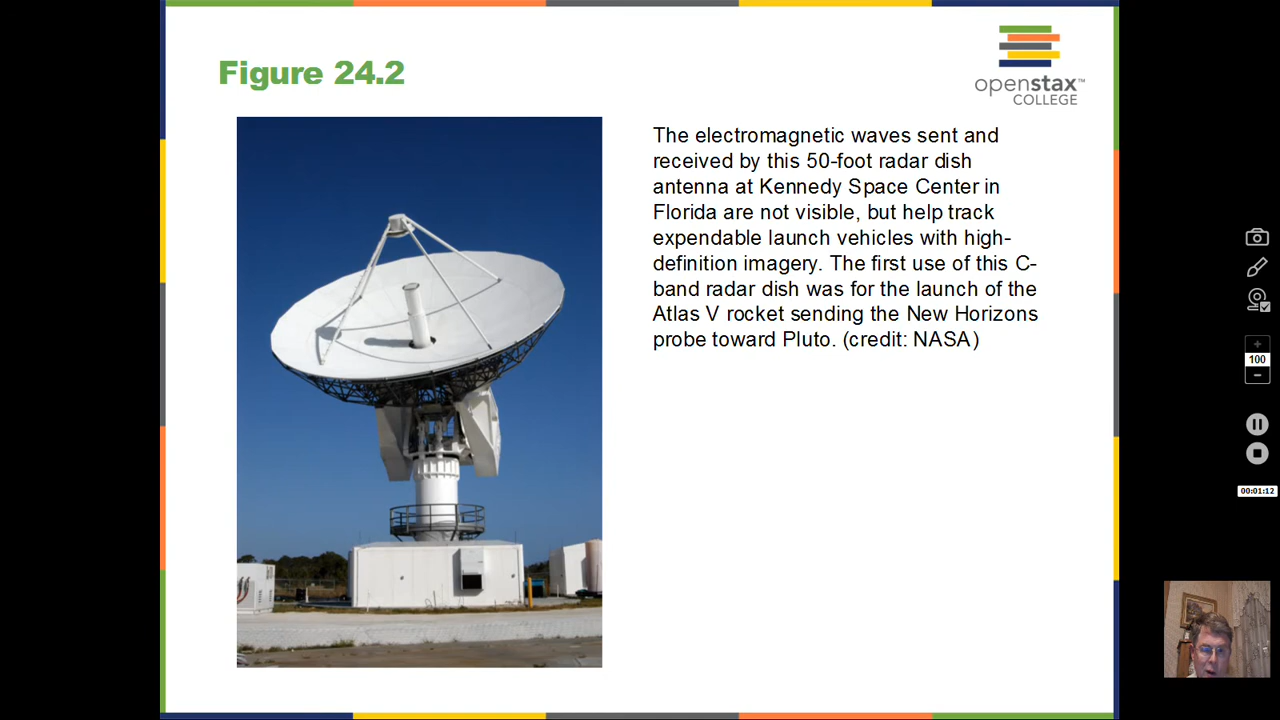 Figure 24.2
openstax™
COLLEGE
The electromagnetic waves sent and
received by this 50-foot radar dish
antenna at Kennedy Space Center in
Florida are not visible, but help track
expendable launch vehicles with high-
definition imagery. The first use of this C-
band radar dish was for the launch of the
Atlas V rocket sending the New Horizons
probe toward Pluto. (credit: NASA)
+
100
−
00:01:12